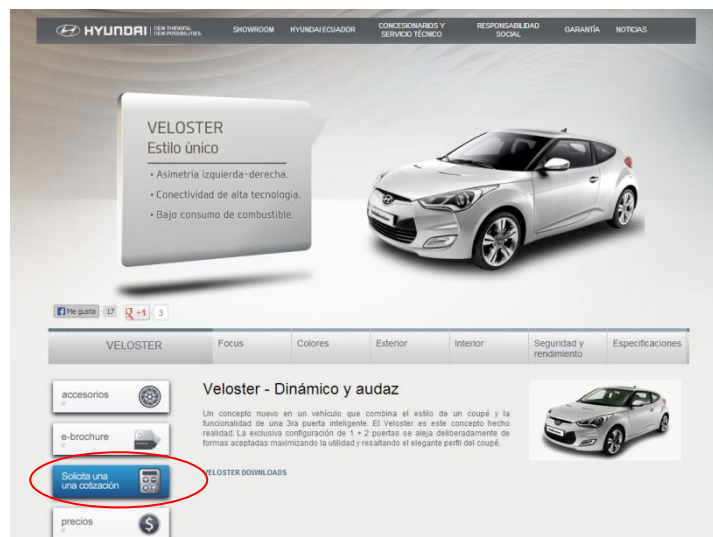 HYUNDAI NEW THINKING.
NEW POSSIBILITIES.
SHOWROOM
HYUNDAI ECUADOR
CONCESIONARIOS Y
SERVICIO TÉCNICO
RESPONSABILIDAD
SOCIAL
GARANTÍA
NOTICIAS
VELOSTER
Estilo único
• Asimetria izquierda-derecha.
• Conectividad de alta tecnología.
• Bajo consumo de combustible.
Me gusta 17 +1 3
VELOSTER
Focus
Colores
Exterior
Interior
Seguridad y
rendimiento
Especificaciones
accesorios
Veloster - Dinámico y audaz
Un concepto nuevo en un vehículo que combina el estilo de un coupé y la
funcionalidad de una 3ra puerta inteligente. El Veloster es este concepto hecho
realidad. La exclusiva configuración de 1 + 2 puertas se aleja deliberadamente de
formas aceptadas maximizando la utilidad y resaltando el elegante perfil del coupé.
e-brochure
Solicita una
una cotización
VELOSTER DOWNLOADS
precios
$